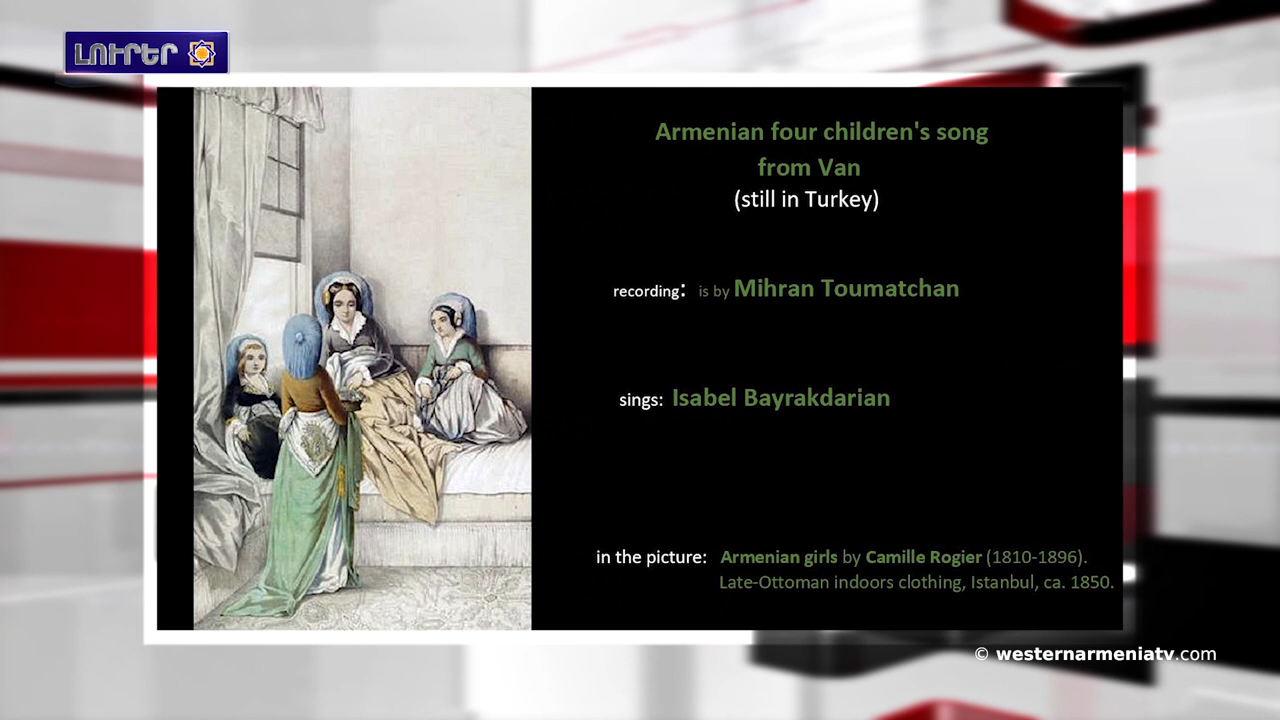 ԼՈՒՐԵՐ
Armenian four children's song
from Van
(still in Turkey)
recording: is by Mihran Toumatchan
sings: Isabel Bayrakdarian
in the picture: Armenian girls by Camille Rogier (1810-1896).
Late-Ottoman indoors clothing, Istanbul, ca. 1850.
© westernarmeniatv.com